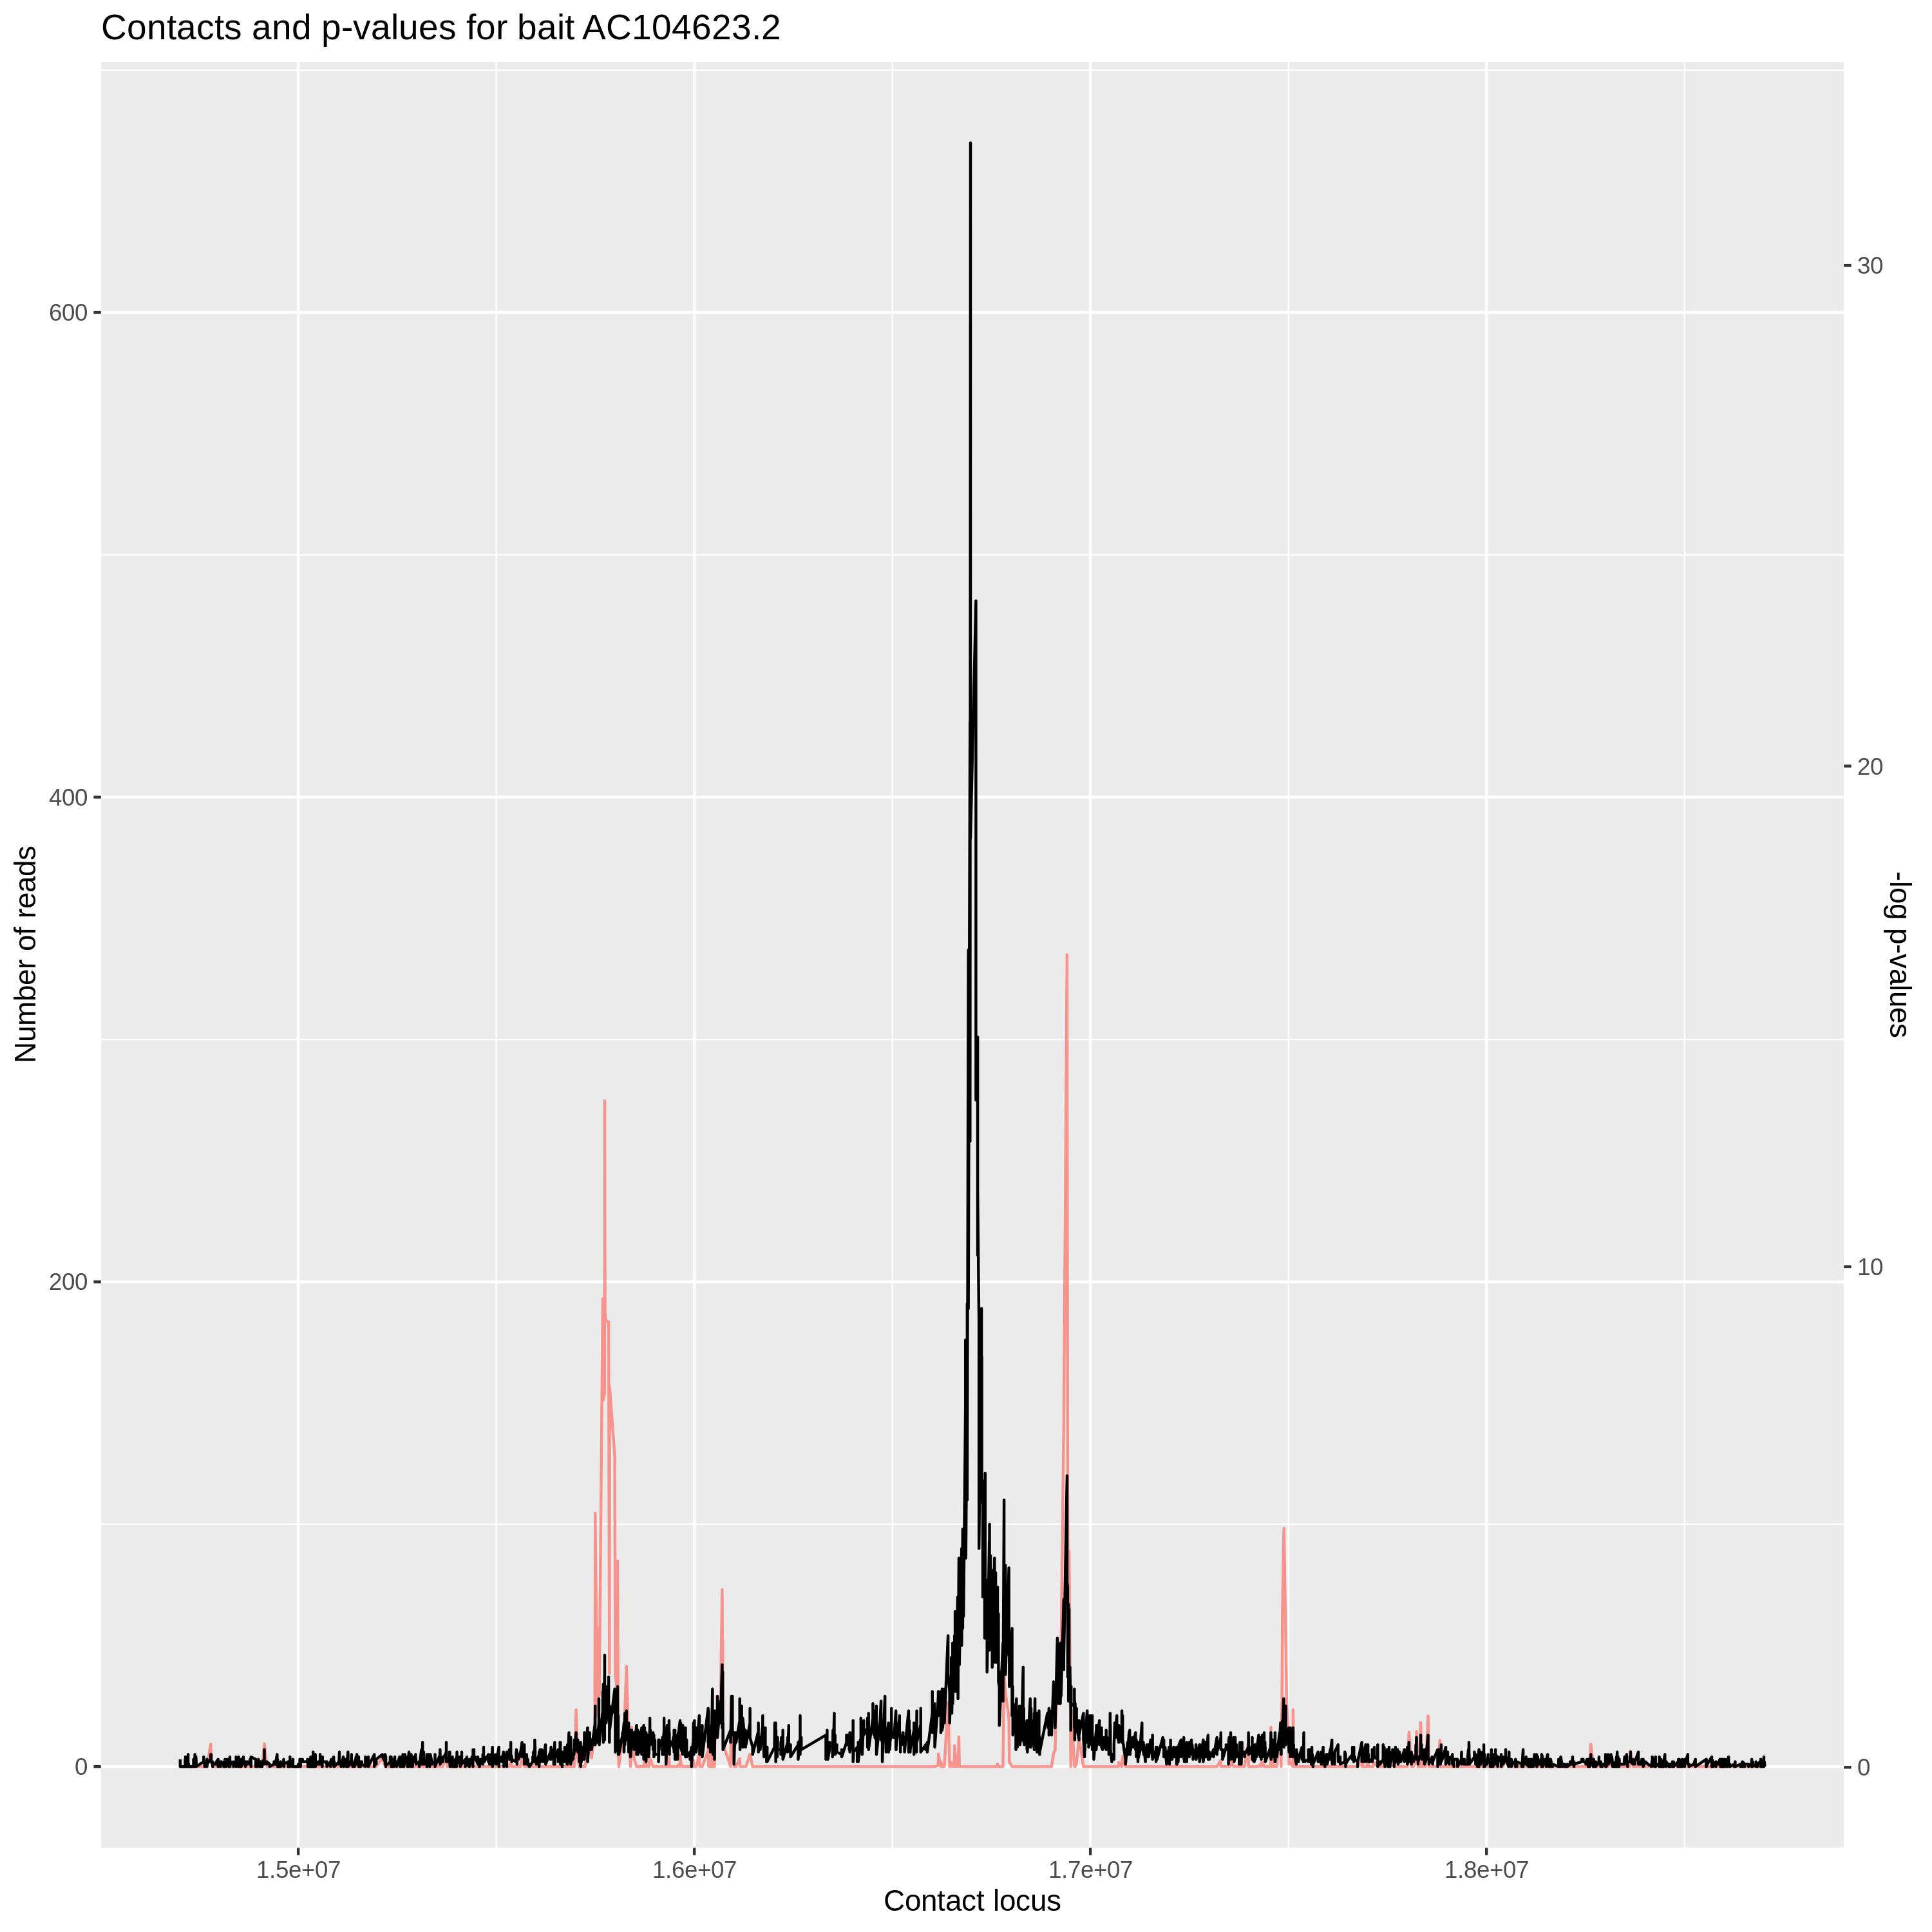 Contacts and p-values for bait AC104623.2
600
400
200
0
30
20
10
0
Number of reads
-log p-values
1.5e+07
1.6e+07
1.7e+07
1.8e+07
Contact locus